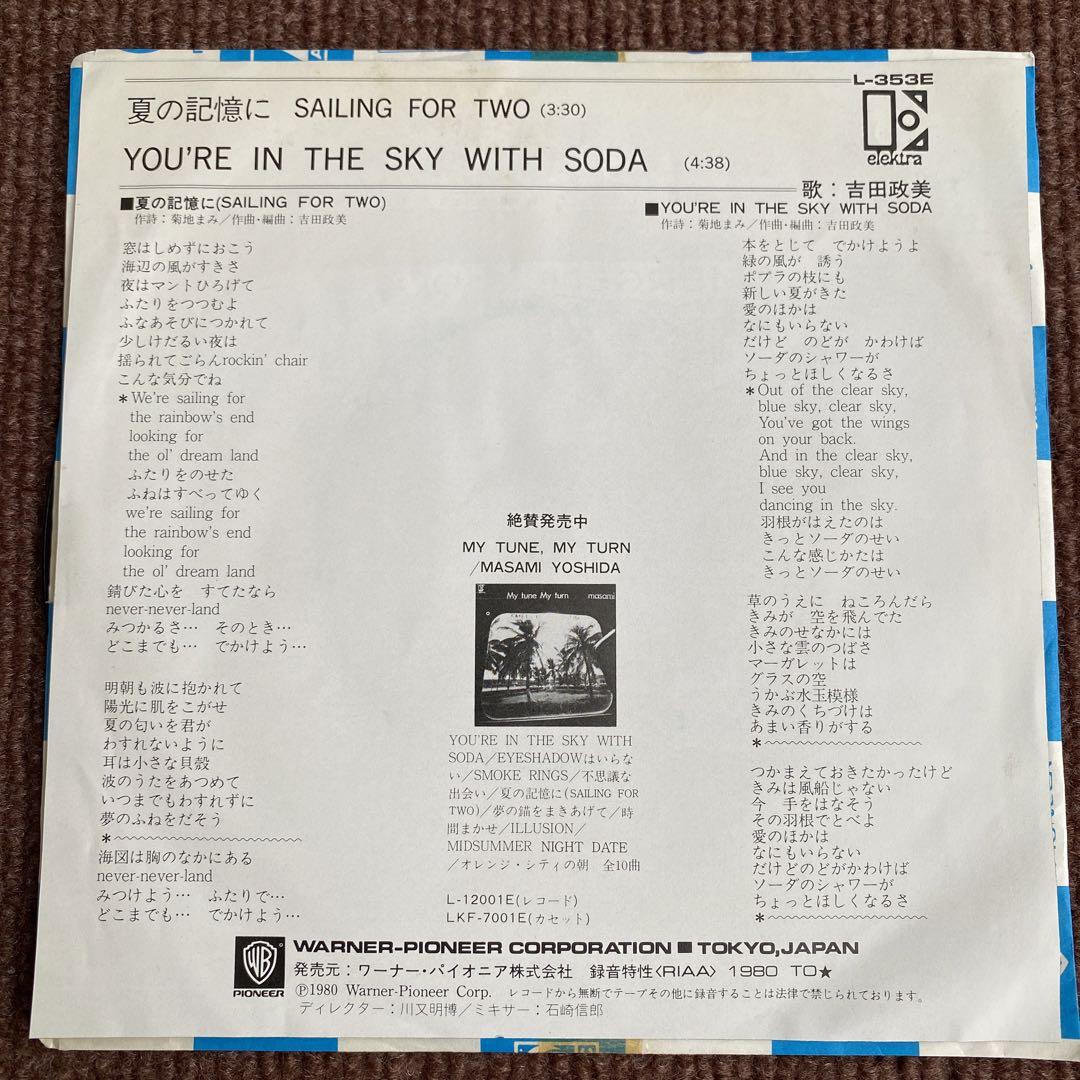 L-353E
夏の記憶に SAILING FOR TWO (3:30)
YOU'RE IN THE SKY WITH SODA (4:38)
elektra
歌：吉田政美
■夏の記憶に(SAILING FOR TWO)
作詩：菊地まみ／作曲・編曲：吉田政美
窓はしめずにおこう
海辺の風がすきさ
夜はマントひろげて
ふたりをつつむよ
ふなあそびにつかれて
少しけだるい夜は
揺られてごらんrockin' chair
こんな気分でね
*We're sailing for
the rainbow's end
looking for
the ol' dream land
ふたりをのせた
ふねはすべってゆく
we're sailing for
the rainbow's end
looking for
the ol' dream land
錆びた心を すてたなら
never-never-land
みつかるさ… そのとき…
どこまでも… でかけよう…
明朝も波に抱かれて
陽光に肌をこがせ
夏の匂いを君が
わすれないように
耳は小さな貝殻
波のうたをあつめて
いつまでもわすれずに
夢のふねをだそう
*〜〜〜〜〜〜〜〜
海図は胸のなかにある
never-never-land
みつけよう… ふたりで…
どこまでも… でかけよう…
絶賛発売中
MY TUNE, MY TURN
/MASAMI YOSHIDA
My tune My turn masami
YOU'RE IN THE SKY WITH
SODA／EYESHADOWはいらな
い／SMOKE RINGS／不思議な
出会い／夏の記憶に(SAILING FOR
TWO)／夢の錨をまきあげて／時
間まかせ／ILLUSION／
MIDSUMMER NIGHT DATE
／オレンジ・シティの朝 全10曲
L-12001E(レコード)
LKF-7001E(カセット)
■YOU'RE IN THE SKY WITH SODA
作詩：菊地まみ／作曲・編曲：吉田政美
本をとじて でかけようよ
緑の風が 誘う
ポプラの枝にも
新しい夏がきた
愛のほかは
なにもいらない
だけど のどが かわけば
ソーダのシャワーが
ちょっとほしくなるさ
*Out of the clear sky,
blue sky, clear sky,
You've got the wings
on your back.
And in the clear sky,
blue sky, clear sky,
I see you
dancing in the sky.
羽根がはえたのは
きっとソーダのせい
こんな感じかたは
きっとソーダのせい
草のうえに ねころんだら
きみが 空を飛んでた
きみのせなかには
小さな雲のつばさ
マーガレットは
グラスの空
うかぶ水玉模様
きみのくちづけは
あまい香りがする
*〜〜〜〜〜〜〜〜
つかまえておきたかったけど
きみは風船じゃない
今 手をはなそう
その羽根でとべよ
愛のほかは
なにもいらない
だけどのどがかわけば
ソーダのシャワーが
ちょっとほしくなるさ
*〜〜〜〜〜〜〜〜
WB
PIONEER
WARNER-PIONEER CORPORATION ■ TOKYO, JAPAN
発売元：ワーナー・パイオニア株式会社 録音特性〈RIAA〉1980 TO★
Ⓟ1980 Warner-Pioneer Corp. レコードから無断でテープその他に録音することは法律で禁じられております。
ディレクター：川又明博／ミキサー：石崎信郎